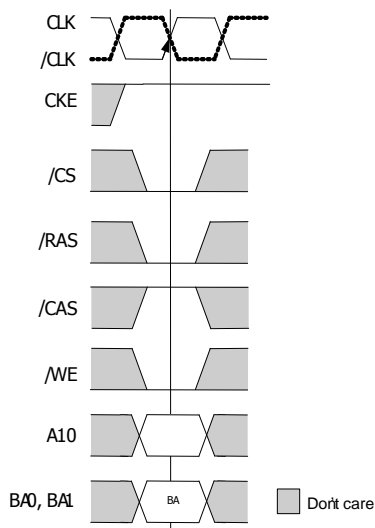 CLK
/CLK
CKE
/CS
/RAS
/CAS
/WE
A10
BA0, BA1
BA
Don't care